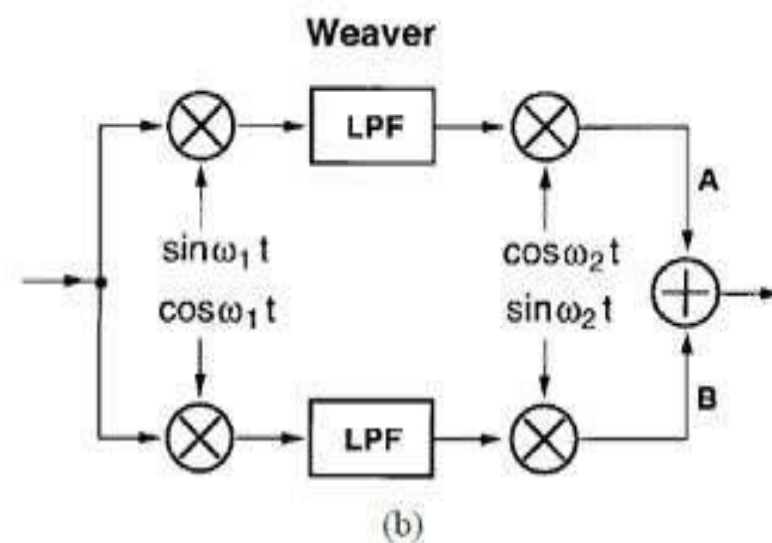 Weaver
LPF
A
sinω₁t
cosω₂t
cosω₁t
sinω₂t
B
LPF
(b)